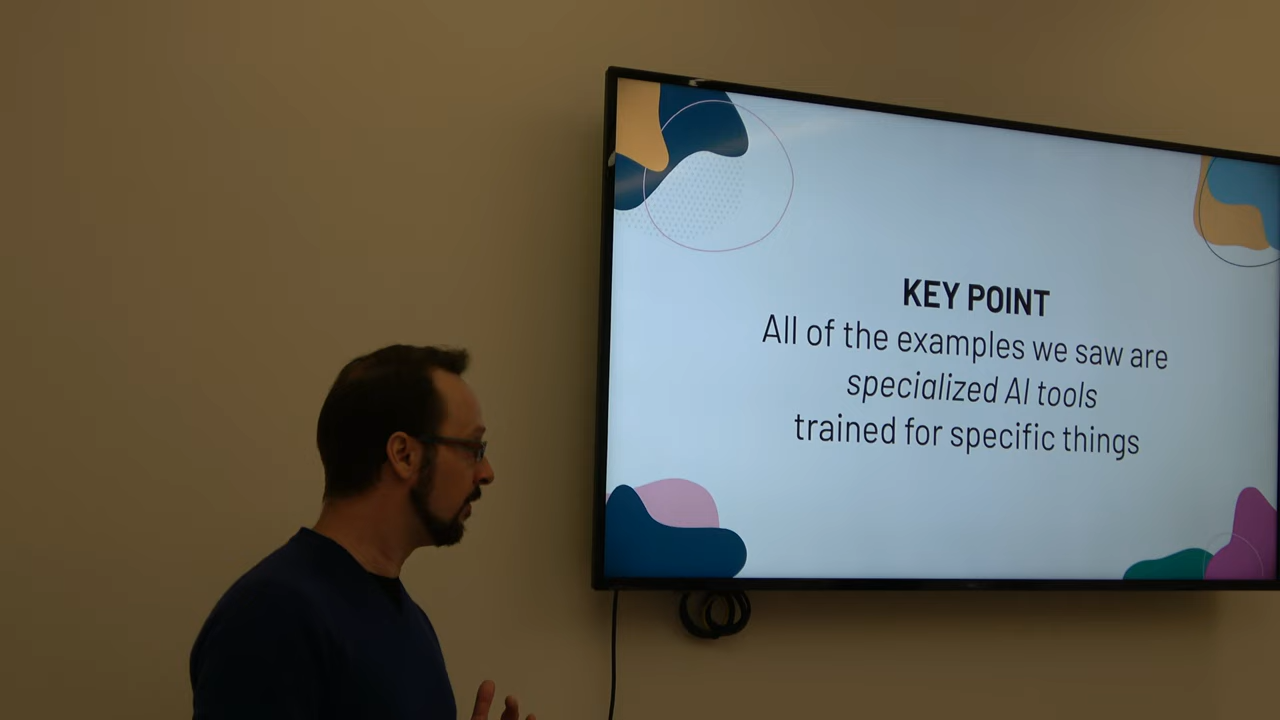 KEY POINT
All of the examples we saw are
specialized AI tools
trained for specific things